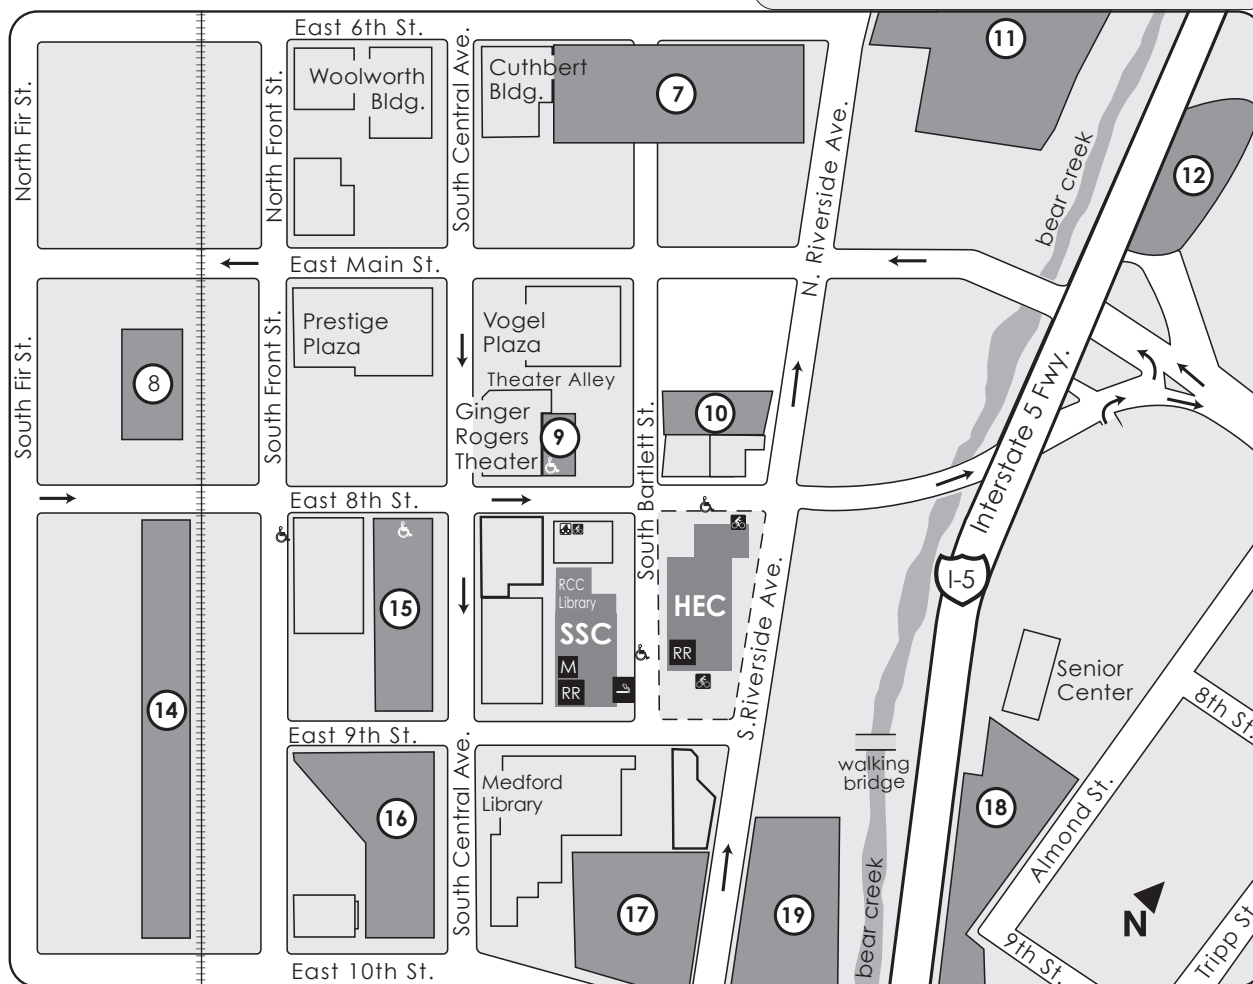 East 6th St.
11
Woolworth
Bldg.
Cuthbert
Bldg.
7
North Fir St.
North Front St.
South Central Ave.
N. Riverside Ave.
bear creek
12
East Main St.
Prestige
Plaza
Vogel
Plaza
Theater Alley
8
Ginger
Rogers
Theater
9
10
South Fir St.
South Front St.
South Bartlett St.
Interstate 5 Fwy.
East 8th St.
I-5
RCC
Library
SSC
M
RR
HEC
RR
15
S.Riverside Ave.
Senior
Center
14
8th St.
East 9th St.
walking
bridge
Medford
Library
16
South Central Ave.
18
Almond St.
17
19
bear creek
N
9th St.
Tripp St.
East 10th St.